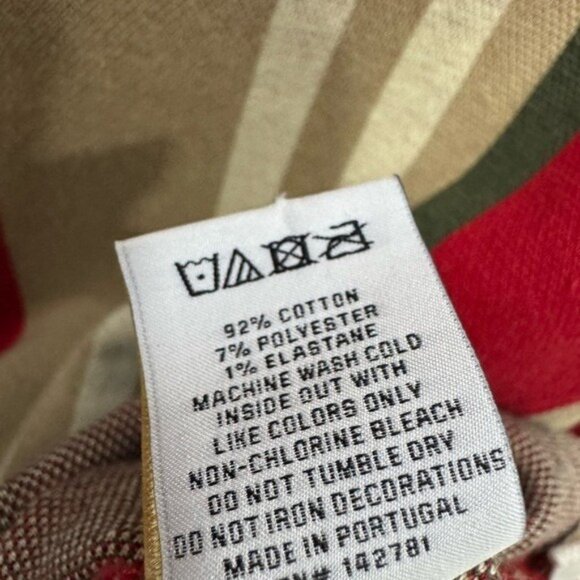 92% COTTON
7% POLYESTER
1% ELASTANE
MACHINE WASH COLD
INSIDE OUT WITH
LIKE COLORS ONLY
NON-CHLORINE BLEACH
DO NOT TUMBLE DRY
DO NOT IRON DECORATIONS
MADE IN PORTUGAL
142781